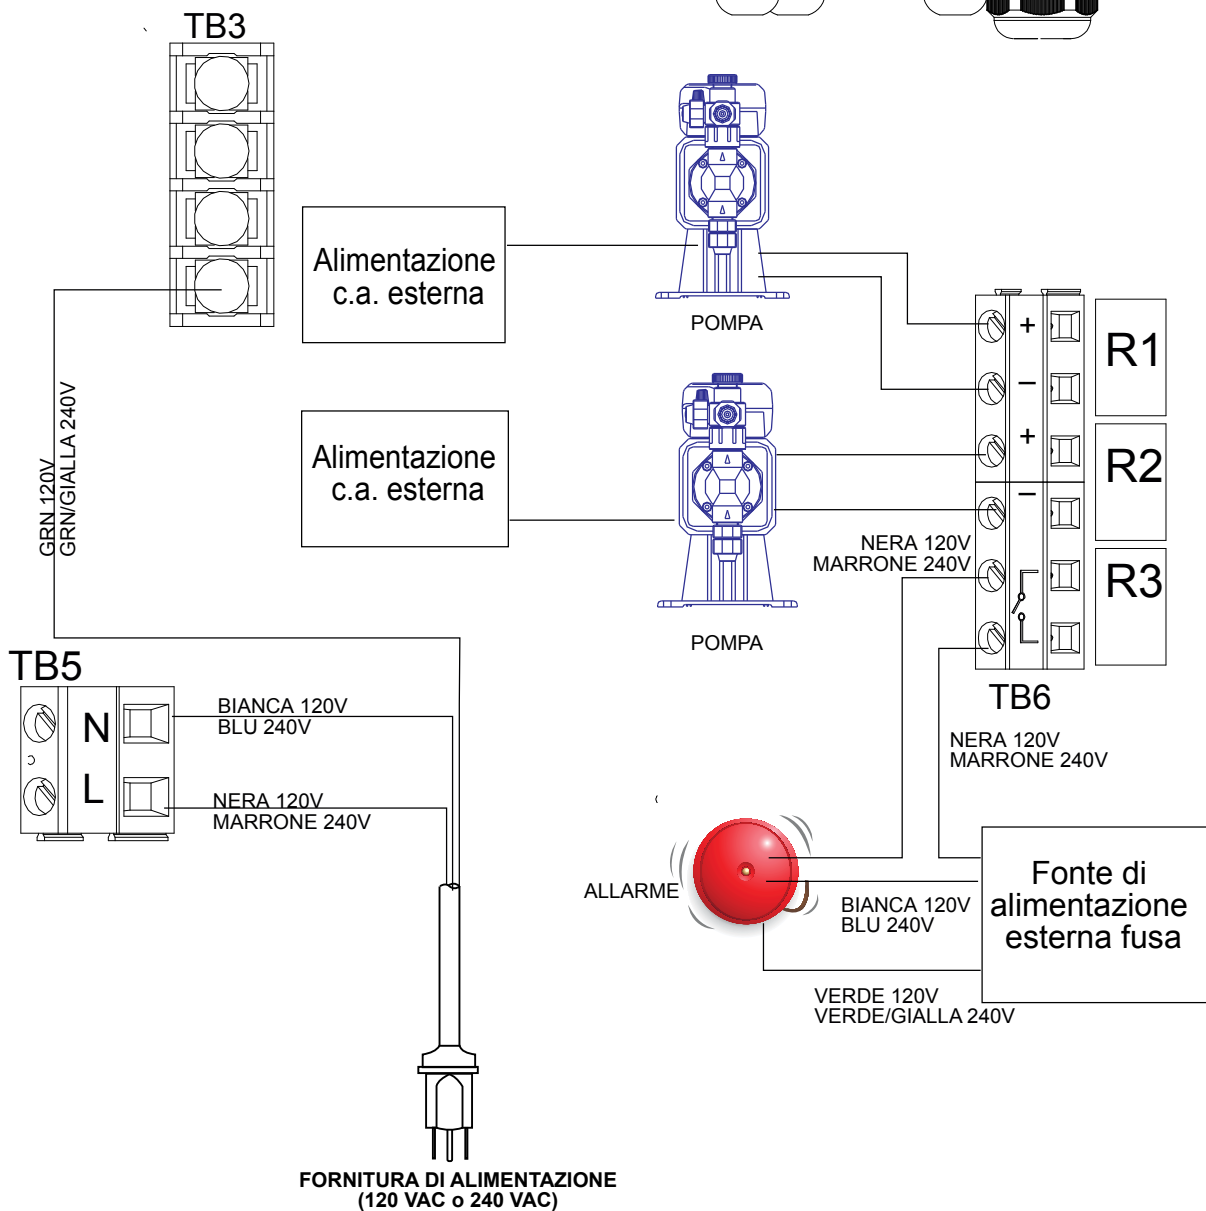 TB3
Alimentazione
c.a. esterna
POMPA
+
−
+
−
R1
R2
R3
GRN 120V
GRN/GIALLA 240V
Alimentazione
c.a. esterna
POMPA
NERA 120V
MARRONE 240V
TB6
NERA 120V
MARRONE 240V
TB5
N
L
BIANCA 120V
BLU 240V
NERA 120V
MARRONE 240V
ALLARME
BIANCA 120V
BLU 240V
VERDE 120V
VERDE/GIALLA 240V
Fonte di
alimentazione
esterna fusa
FORNITURA DI ALIMENTAZIONE
(120 VAC o 240 VAC)